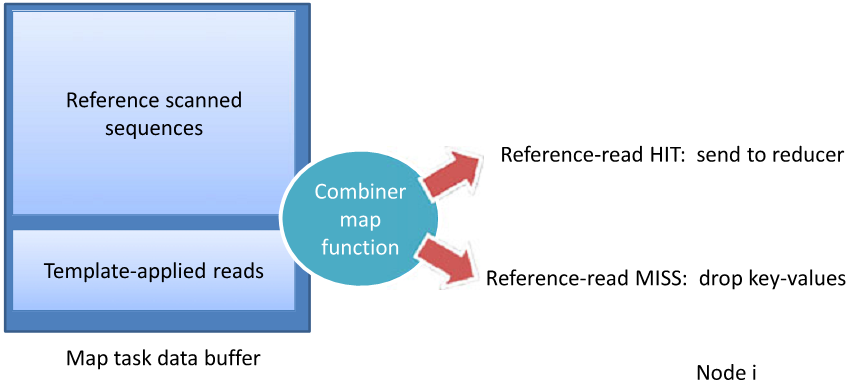 Reference scanned
sequences
Combiner
map
function
Template-applied reads
Reference-read HIT:  send to reducer
Reference-read MISS:  drop key-values
Map task data buffer
Node i